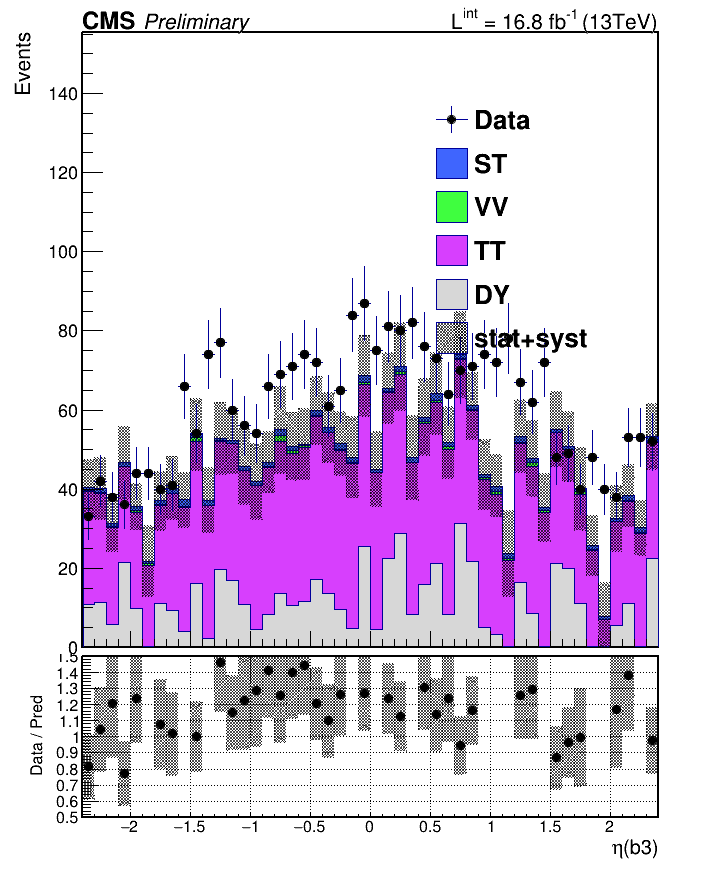 CMS Preliminary L^int = 16.8 fb^-1 (13TeV)
Events
140
120
100
80
60
40
20
0
Data
ST
VV
TT
DY
stat+syst
Data / Pred
1.5
1.4
1.3
1.2
1.1
1
0.9
0.8
0.7
0.6
0.5
−2 −1.5 −1 −0.5 0 0.5 1 1.5 2
η(b3)